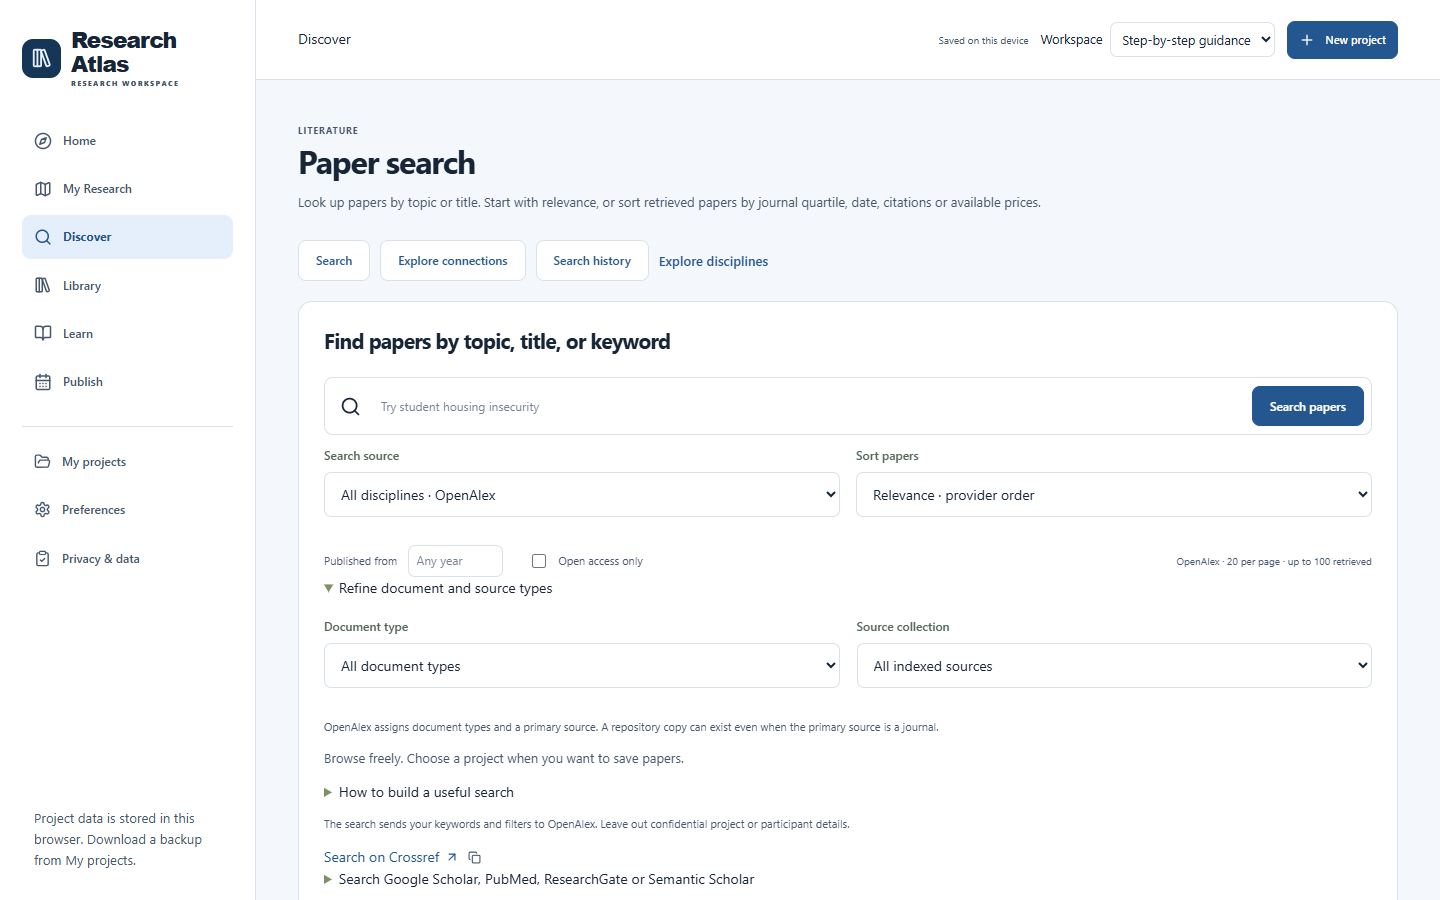 Research
Atlas
RESEARCH WORKSPACE
Home
My Research
Discover
Library
Learn
Publish
My projects
Preferences
Privacy & data
Project data is stored in this
browser. Download a backup
from My projects.
Discover
Saved on this device
Workspace
Step-by-step guidance
New project
LITERATURE
Paper search
Look up papers by topic or title. Start with relevance, or sort retrieved papers by journal quartile, date, citations or available prices.
Search
Explore connections
Search history
Explore disciplines
Find papers by topic, title, or keyword
Try student housing insecurity
Search papers
Search source
Sort papers
All disciplines · OpenAlex
Relevance · provider order
Published from
Any year
Open access only
OpenAlex · 20 per page · up to 100 retrieved
Refine document and source types
Document type
Source collection
All document types
All indexed sources
OpenAlex assigns document types and a primary source. A repository copy can exist even when the primary source is a journal.
Browse freely. Choose a project when you want to save papers.
How to build a useful search
The search sends your keywords and filters to OpenAlex. Leave out confidential project or participant details.
Search on Crossref
Search Google Scholar, PubMed, ResearchGate or Semantic Scholar